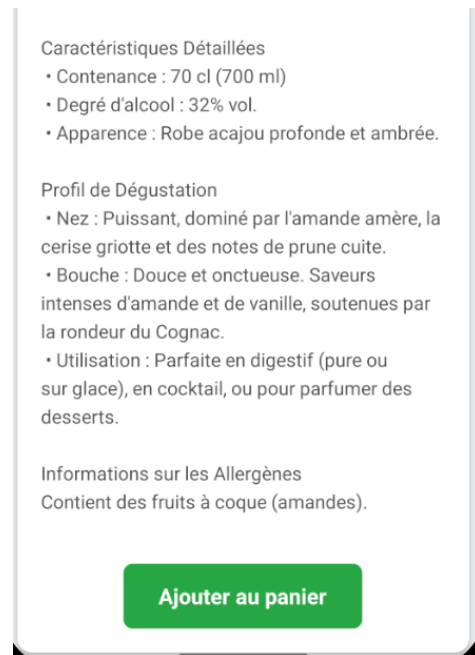 Caractéristiques Détaillées
• Contenance : 70 cl (700 ml)
• Degré d'alcool : 32% vol.
• Apparence : Robe acajou profonde et ambrée.
Profil de Dégustation
• Nez : Puissant, dominé par l'amande amère, la
cerise griotte et des notes de prune cuite.
• Bouche : Douce et onctueuse. Saveurs
intenses d'amande et de vanille, soutenues par
la rondeur du Cognac.
• Utilisation : Parfaite en digestif (pure ou
sur glace), en cocktail, ou pour parfumer des
desserts.
Informations sur les Allergènes
Contient des fruits à coque (amandes).
Ajouter au panier